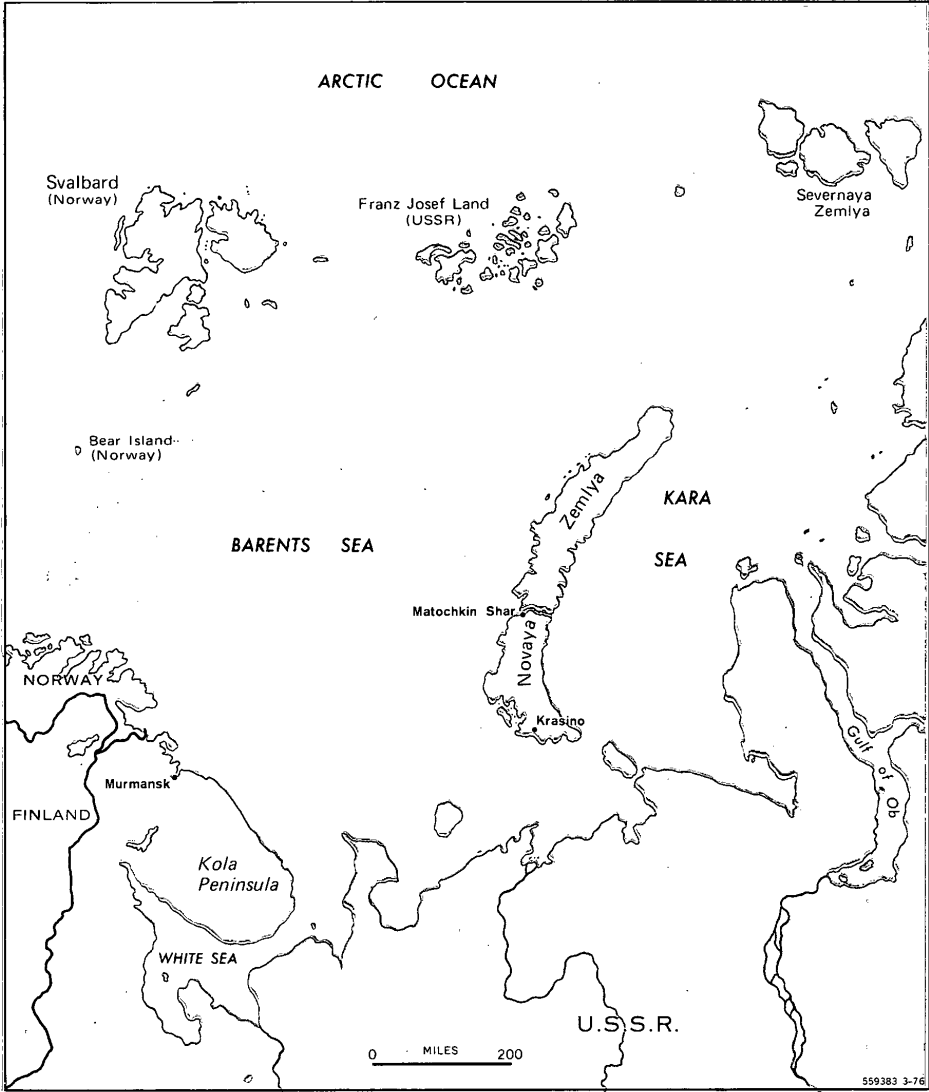 ARCTIC OCEAN
Svalbard
(Norway)
Franz Josef Land
(USSR)
Severnaya
Zemlya
Bear Island
(Norway)
Zemlya
KARA
BARENTS SEA
SEA
Matochkin Shar
Novaya
NORWAY
Krasino
Gulf of Ob
Murmansk
FINLAND
Kola
Peninsula
WHITE SEA
U.S.S.R.
0 MILES 200
559383 3-76